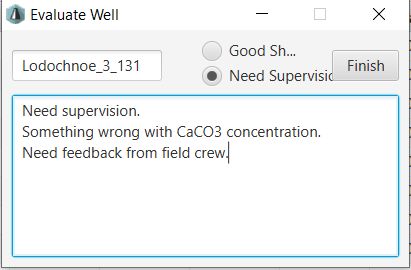 Evaluate Well
Good Sh...
Lodochnoe_3_131
Need Supervisio
Finish
Need supervision.
Something wrong with CaCO3 concentration.
Need feedback from field crew.